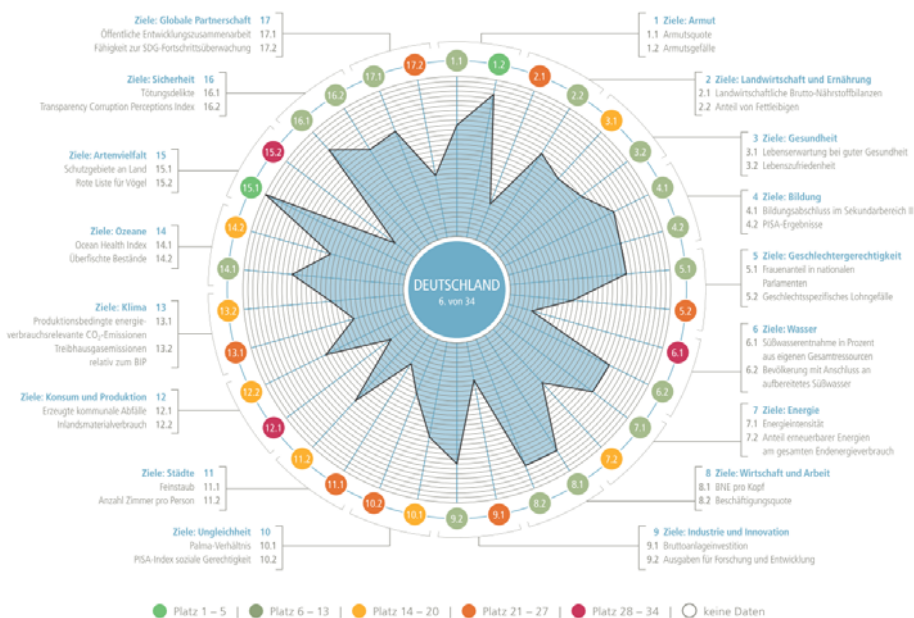 Ziele: Globale Partnerschaft 17
Öffentliche Entwicklungszusammenarbeit 17.1
Fähigkeit zur SDG-Fortschrittsüberwachung 17.2
Ziele: Sicherheit 16
Tötungsdelikte 16.1
Transparency Corruption Perceptions Index 16.2
Ziele: Artenvielfalt 15
Schutzgebiete an Land 15.1
Rote Liste für Vögel 15.2
Ziele: Ozeane 14
Ocean Health Index 14.1
Überfischte Bestände 14.2
Ziele: Klima 13
Produktionsbedingte energie- 13.1
verbrauchsrelevante CO₂-Emissionen
Treibhausgasemissionen 13.2
relativ zum BIP
Ziele: Konsum und Produktion 12
Erzeugte kommunale Abfälle 12.1
Inlandsmaterialverbrauch 12.2
Ziele: Städte 11
Feinstaub 11.1
Anzahl Zimmer pro Person 11.2
Ziele: Ungleichheit 10
Palma-Verhältnis 10.1
PISA-Index soziale Gerechtigkeit 10.2
1 Ziele: Armut
1.1 Armutsquote
1.2 Armutsgefälle
2 Ziele: Landwirtschaft und Ernährung
2.1 Landwirtschaftliche Brutto-Nährstoffbilanzen
2.2 Anteil von Fettleibigen
3 Ziele: Gesundheit
3.1 Lebenserwartung bei guter Gesundheit
3.2 Lebenszufriedenheit
4 Ziele: Bildung
4.1 Bildungsabschluss im Sekundarbereich II
4.2 PISA-Ergebnisse
5 Ziele: Geschlechtergerechtigkeit
5.1 Frauenanteil in nationalen
Parlamenten
5.2 Geschlechtsspezifisches Lohngefälle
6 Ziele: Wasser
6.1 Süßwasserentnahme in Prozent
aus eigenen Gesamtressourcen
6.2 Bevölkerung mit Anschluss an
aufbereitetes Süßwasser
7 Ziele: Energie
7.1 Energieintensität
7.2 Anteil erneuerbarer Energien
am gesamten Endenergieverbrauch
8 Ziele: Wirtschaft und Arbeit
8.1 BNE pro Kopf
8.2 Beschäftigungsquote
9 Ziele: Industrie und Innovation
9.1 Bruttoanlageinvestition
9.2 Ausgaben für Forschung und Entwicklung
1.1
1.2
2.1
2.2
3.1
3.2
4.1
4.2
5.1
5.2
6.1
6.2
7.1
7.2
8.1
8.2
9.1
9.2
10.1
10.2
11.1
11.2
12.1
12.2
13.1
13.2
14.1
14.2
15.1
15.2
16.1
16.2
17.1
17.2
DEUTSCHLAND
6. von 34
Platz 1 – 5 | Platz 6 – 13 | Platz 14 – 20 | Platz 21 – 27 | Platz 28 – 34 | keine Daten